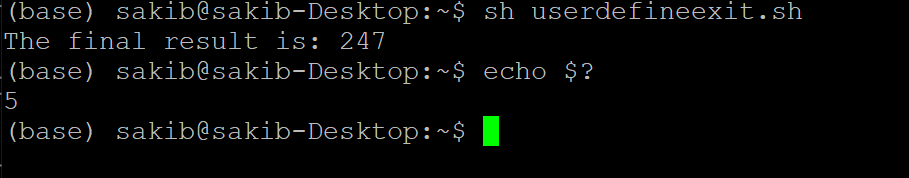 (base) sakib@sakib-Desktop:~$ sh userdefineexit.sh
The final result is: 247
(base) sakib@sakib-Desktop:~$ echo $?
5
(base) sakib@sakib-Desktop:~$